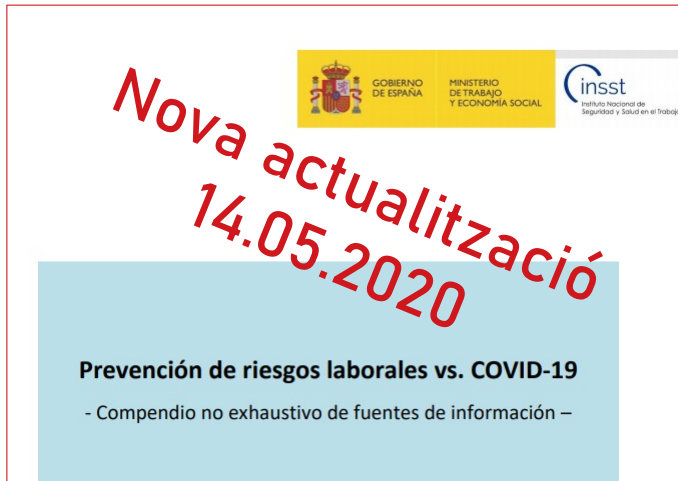 GOBIERNO
DE ESPAÑA
MINISTERIO
DE TRABAJO
Y ECONOMÍA SOCIAL
insst
Instituto Nacional de
Seguridad y Salud en el Trabajo
Nova actualització
14.05.2020
Prevención de riesgos laborales vs. COVID-19
- Compendio no exhaustivo de fuentes de información –